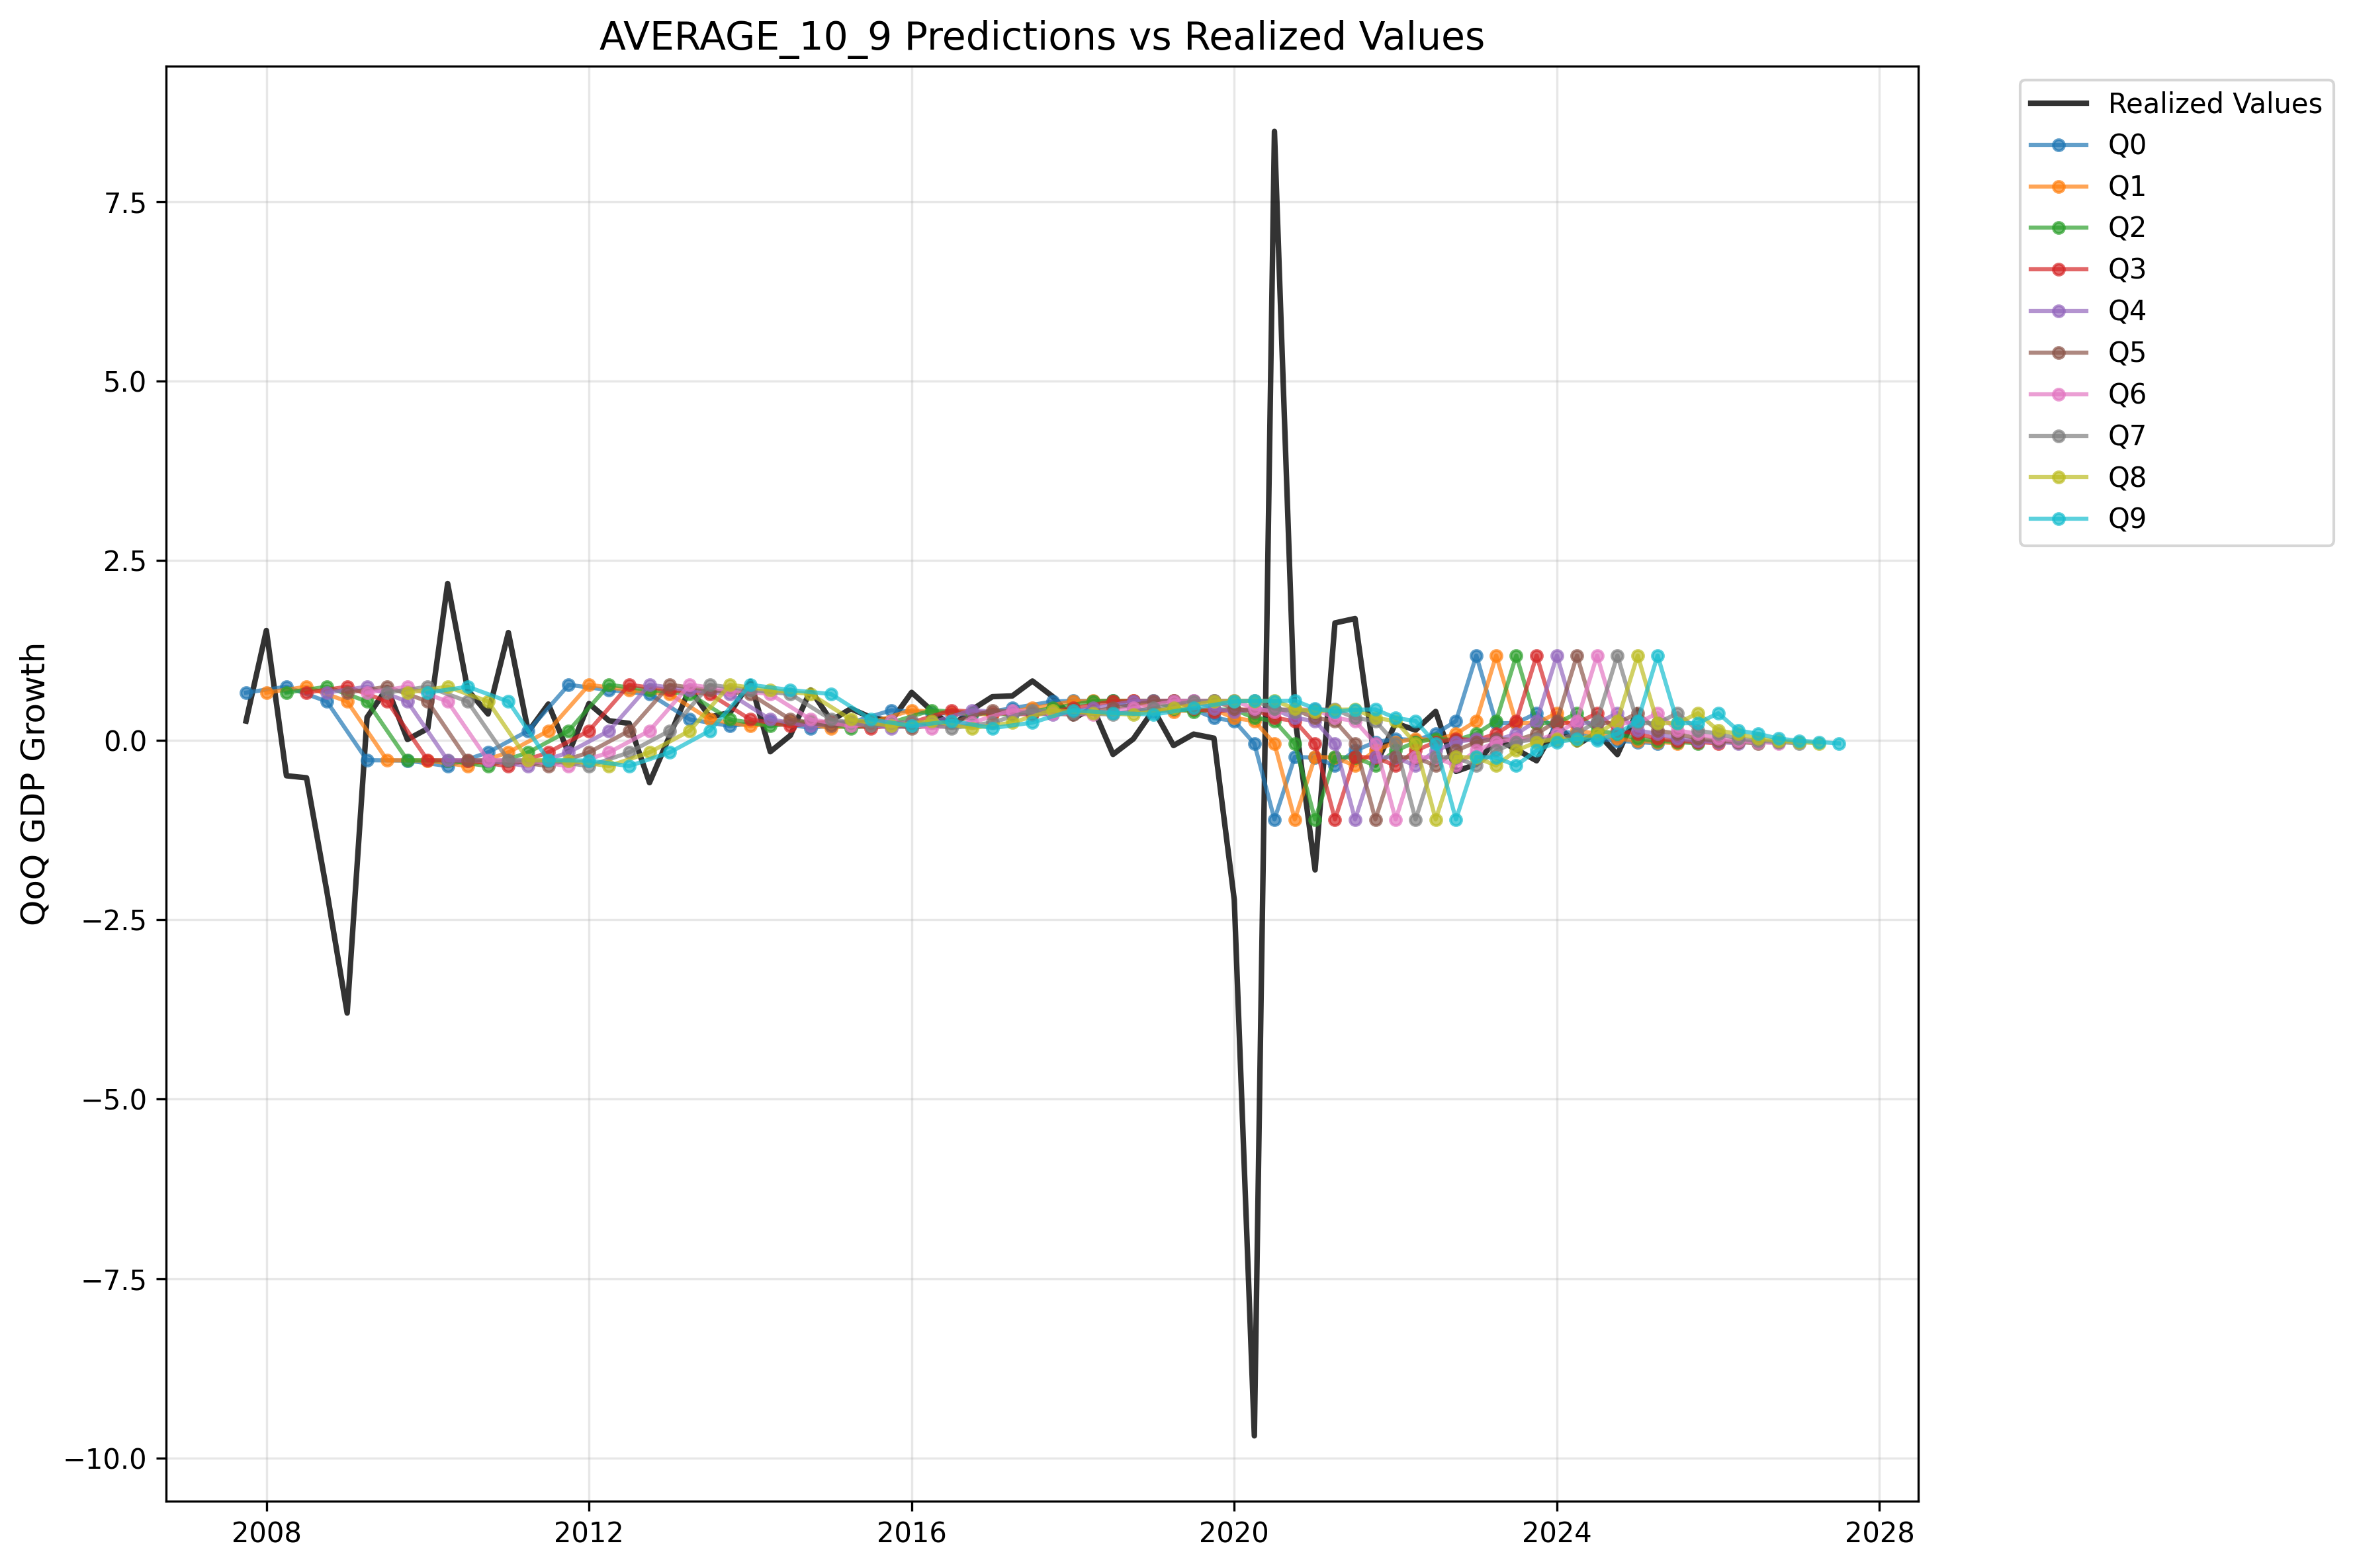 AVERAGE_10_9 Predictions vs Realized Values
QoQ GDP Growth
7.5
5.0
2.5
0.0
−2.5
−5.0
−7.5
−10.0
2008
2012
2016
2020
2024
2028
Realized Values
Q0
Q1
Q2
Q3
Q4
Q5
Q6
Q7
Q8
Q9